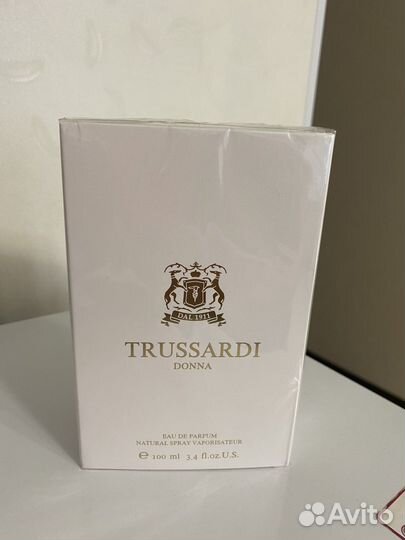 DAL 1911
TRUSSARDI
DONNA
EAU DE PARFUM
NATURAL SPRAY VAPORISATEUR
℮ 100 ml 3.4 fl.oz.U.S.
Avito